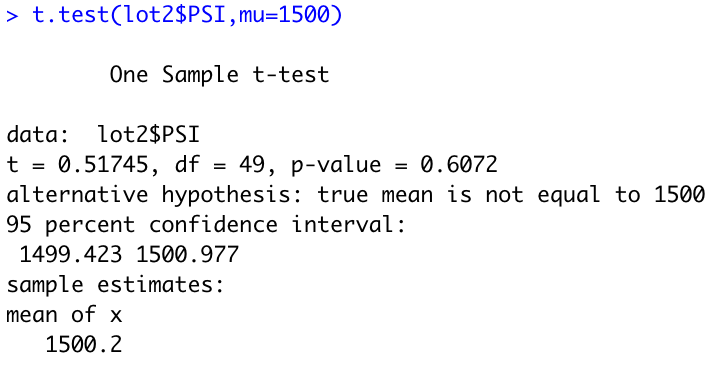 > t.test(lot2$PSI,mu=1500)
One Sample t-test
data:  lot2$PSI
t = 0.51745, df = 49, p-value = 0.6072
alternative hypothesis: true mean is not equal to 1500
95 percent confidence interval:
1499.423 1500.977
sample estimates:
mean of x
1500.2